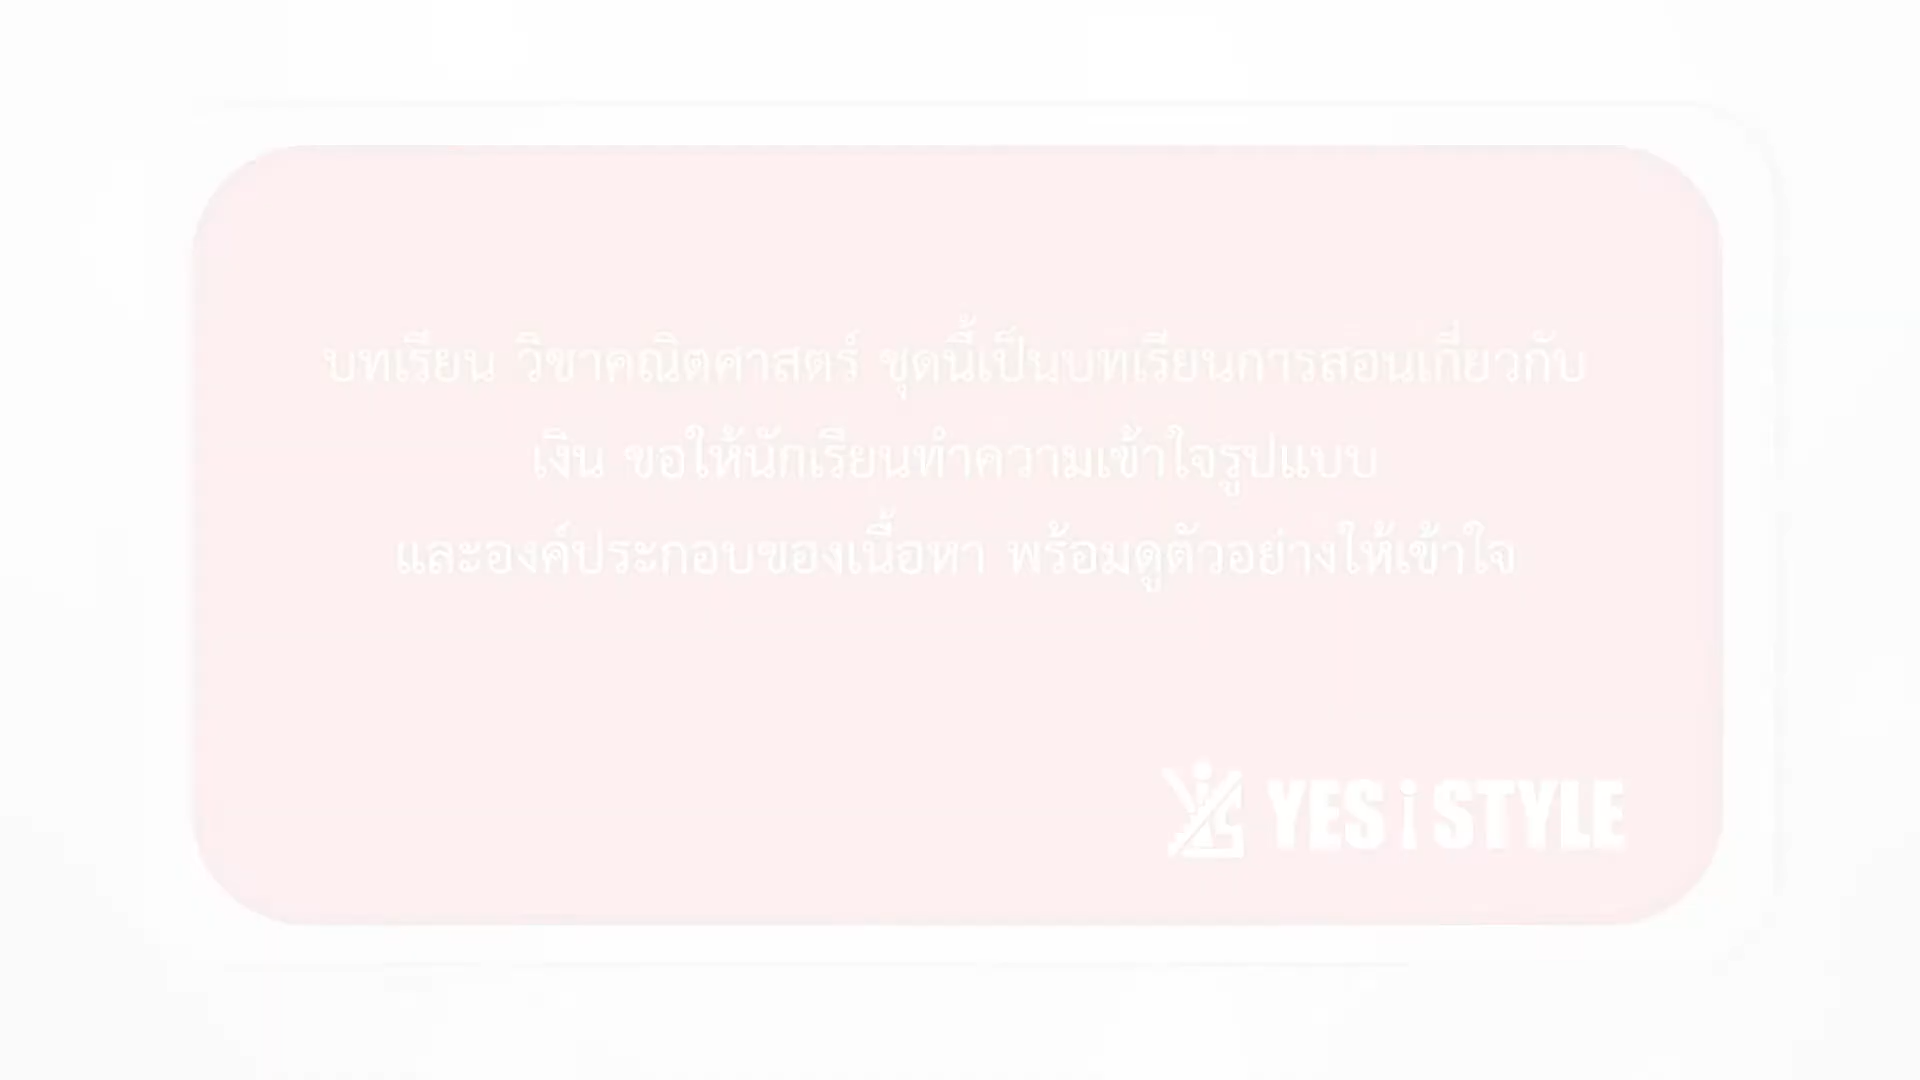 บทเรียน วิชาคณิตศาสตร์ ชุดนี้เป็นบทเรียนการสอนเกี่ยวกับ
เงิน ขอให้นักเรียนทำความเข้าใจรูปแบบ
และองค์ประกอบของเนื้อหา พร้อมดูตัวอย่างให้เข้าใจ
YES i STYLE